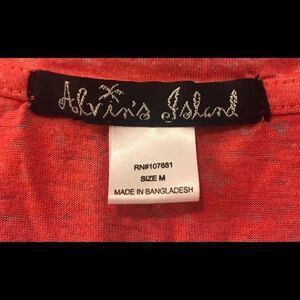 Alvin's Island
RN#107681
SIZE M
MADE IN BANGLADESH